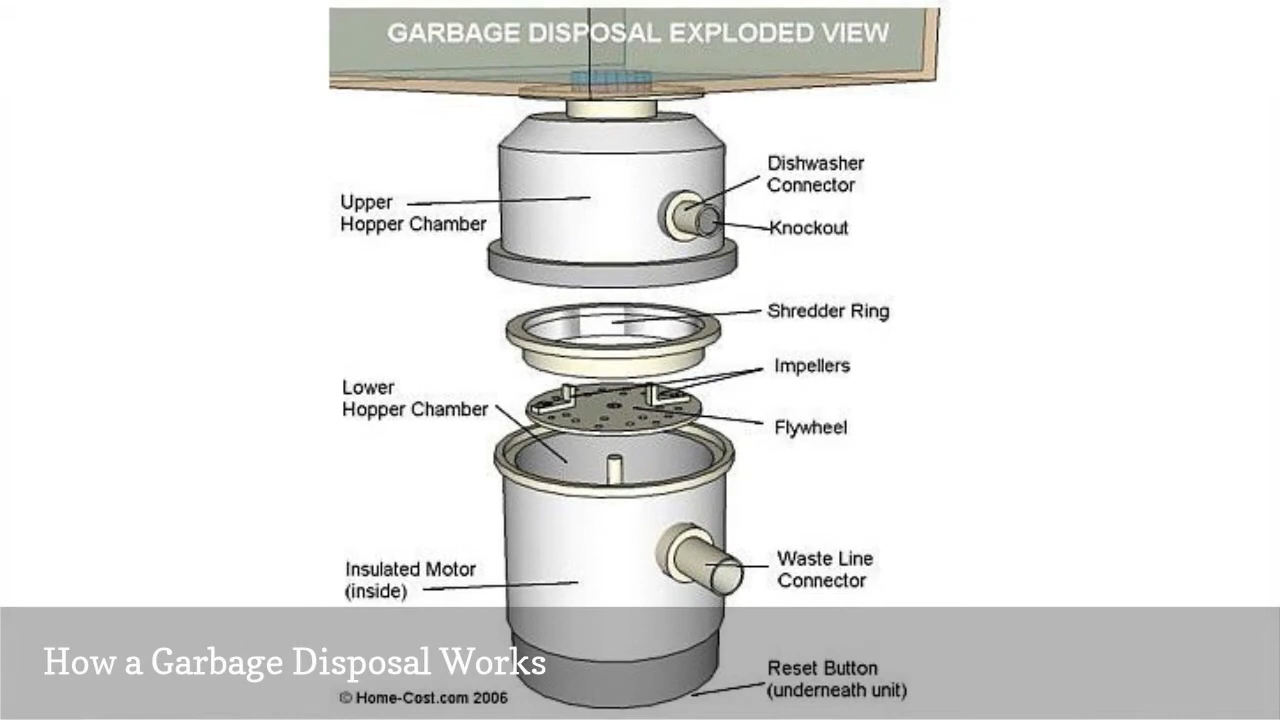 GARBAGE DISPOSAL EXPLODED VIEW
Dishwasher
Connector
Upper
Hopper Chamber
Knockout
Shredder Ring
Impellers
Lower
Hopper Chamber
Flywheel
Waste Line
Connector
Insulated Motor
(inside)
How a Garbage Disposal Works
Reset Button
(underneath unit)
© Home-Cost.com 2006